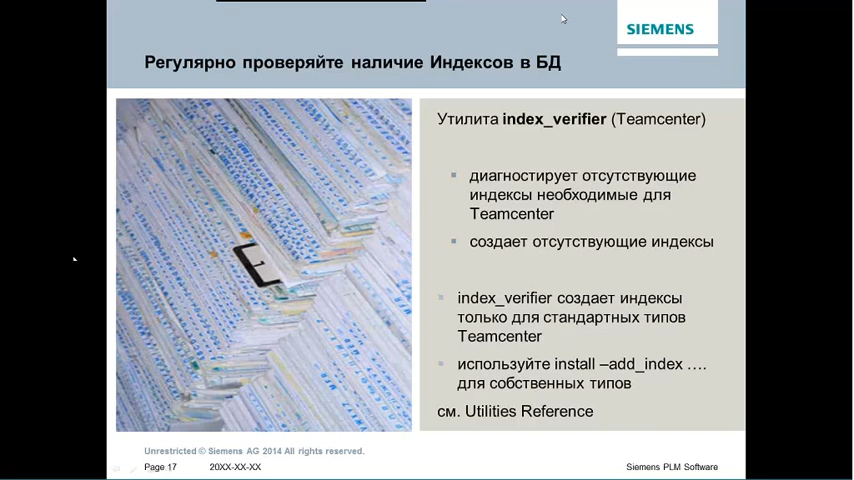 SIEMENS
Регулярно проверяйте наличие Индексов в БД
Утилита index_verifier (Teamcenter)
диагностирует отсутствующие
индексы необходимые для
Teamcenter
создает отсутствующие индексы
index_verifier создает индексы
только для стандартных типов
Teamcenter
используйте install –add_index ….
для собственных типов
см. Utilities Reference
Unrestricted © Siemens AG 2014 All rights reserved.
Page 17 20XX-XX-XX Siemens PLM Software